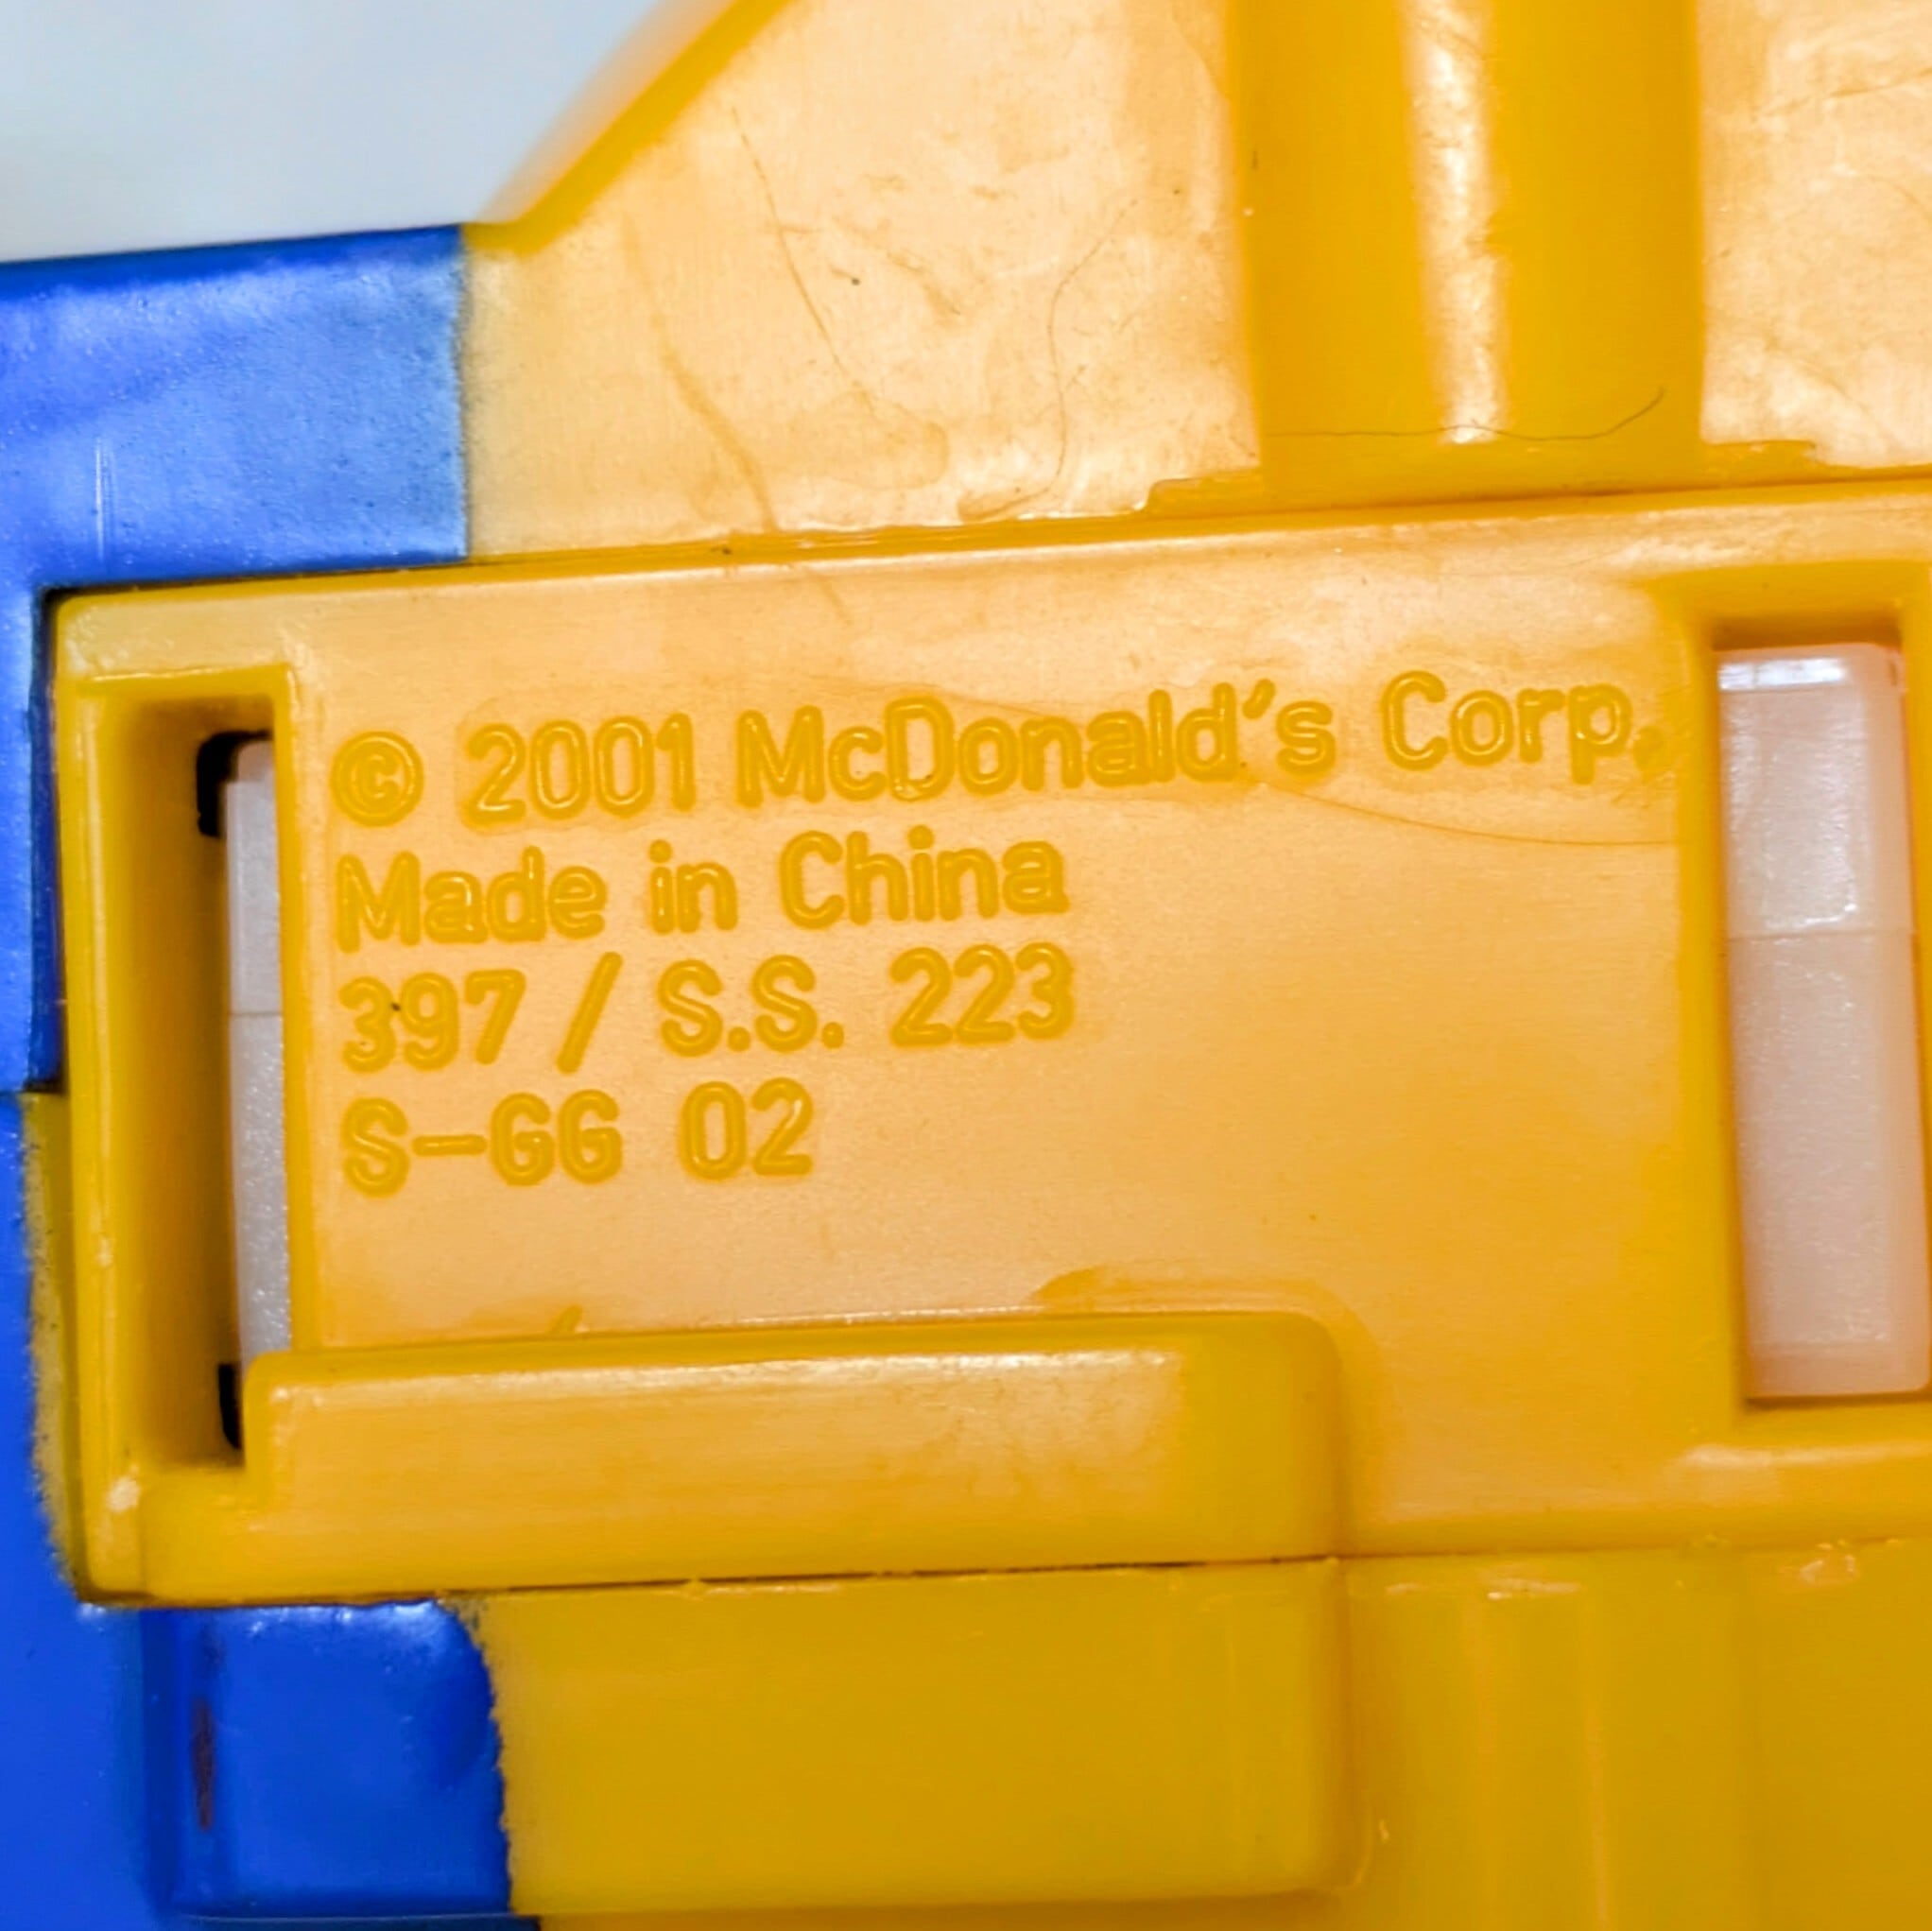 © 2001 McDonald's Corp.
Made in China
397 / S.S. 223
S-GG 02